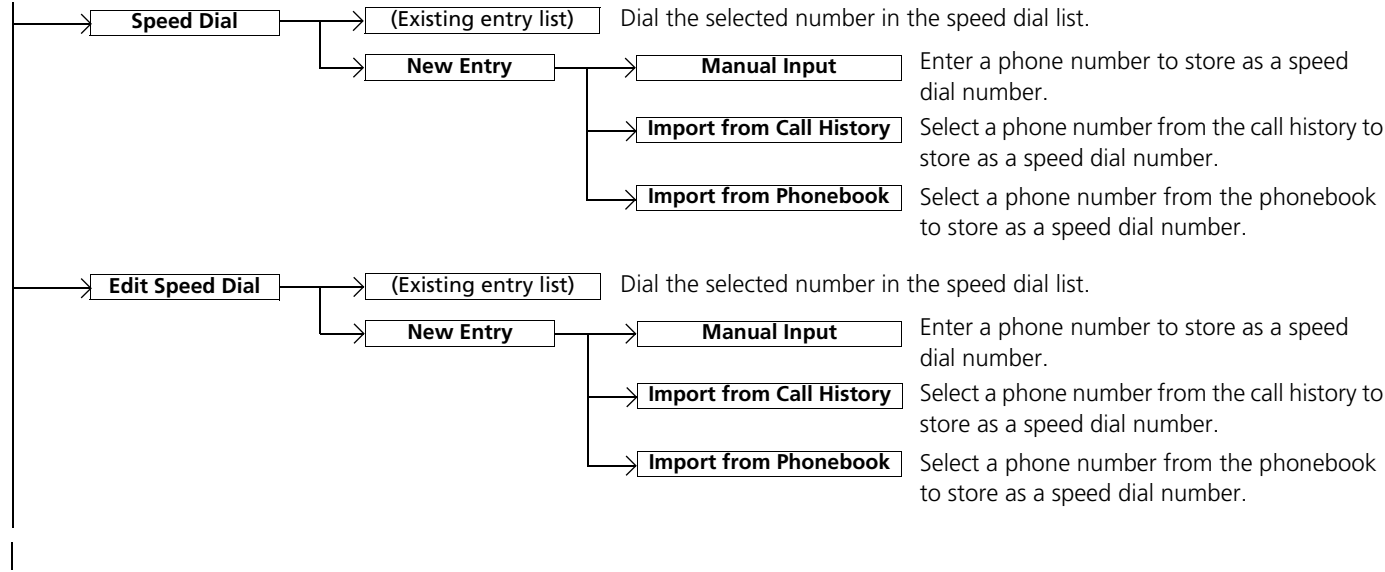 Speed Dial (Existing entry list) Dial the selected number in the speed dial list.
New Entry Manual Input Enter a phone number to store as a speed
dial number.
Import from Call History Select a phone number from the call history to
store as a speed dial number.
Import from Phonebook Select a phone number from the phonebook
to store as a speed dial number.
Edit Speed Dial (Existing entry list) Dial the selected number in the speed dial list.
New Entry Manual Input Enter a phone number to store as a speed
dial number.
Import from Call History Select a phone number from the call history to
store as a speed dial number.
Import from Phonebook Select a phone number from the phonebook
to store as a speed dial number.